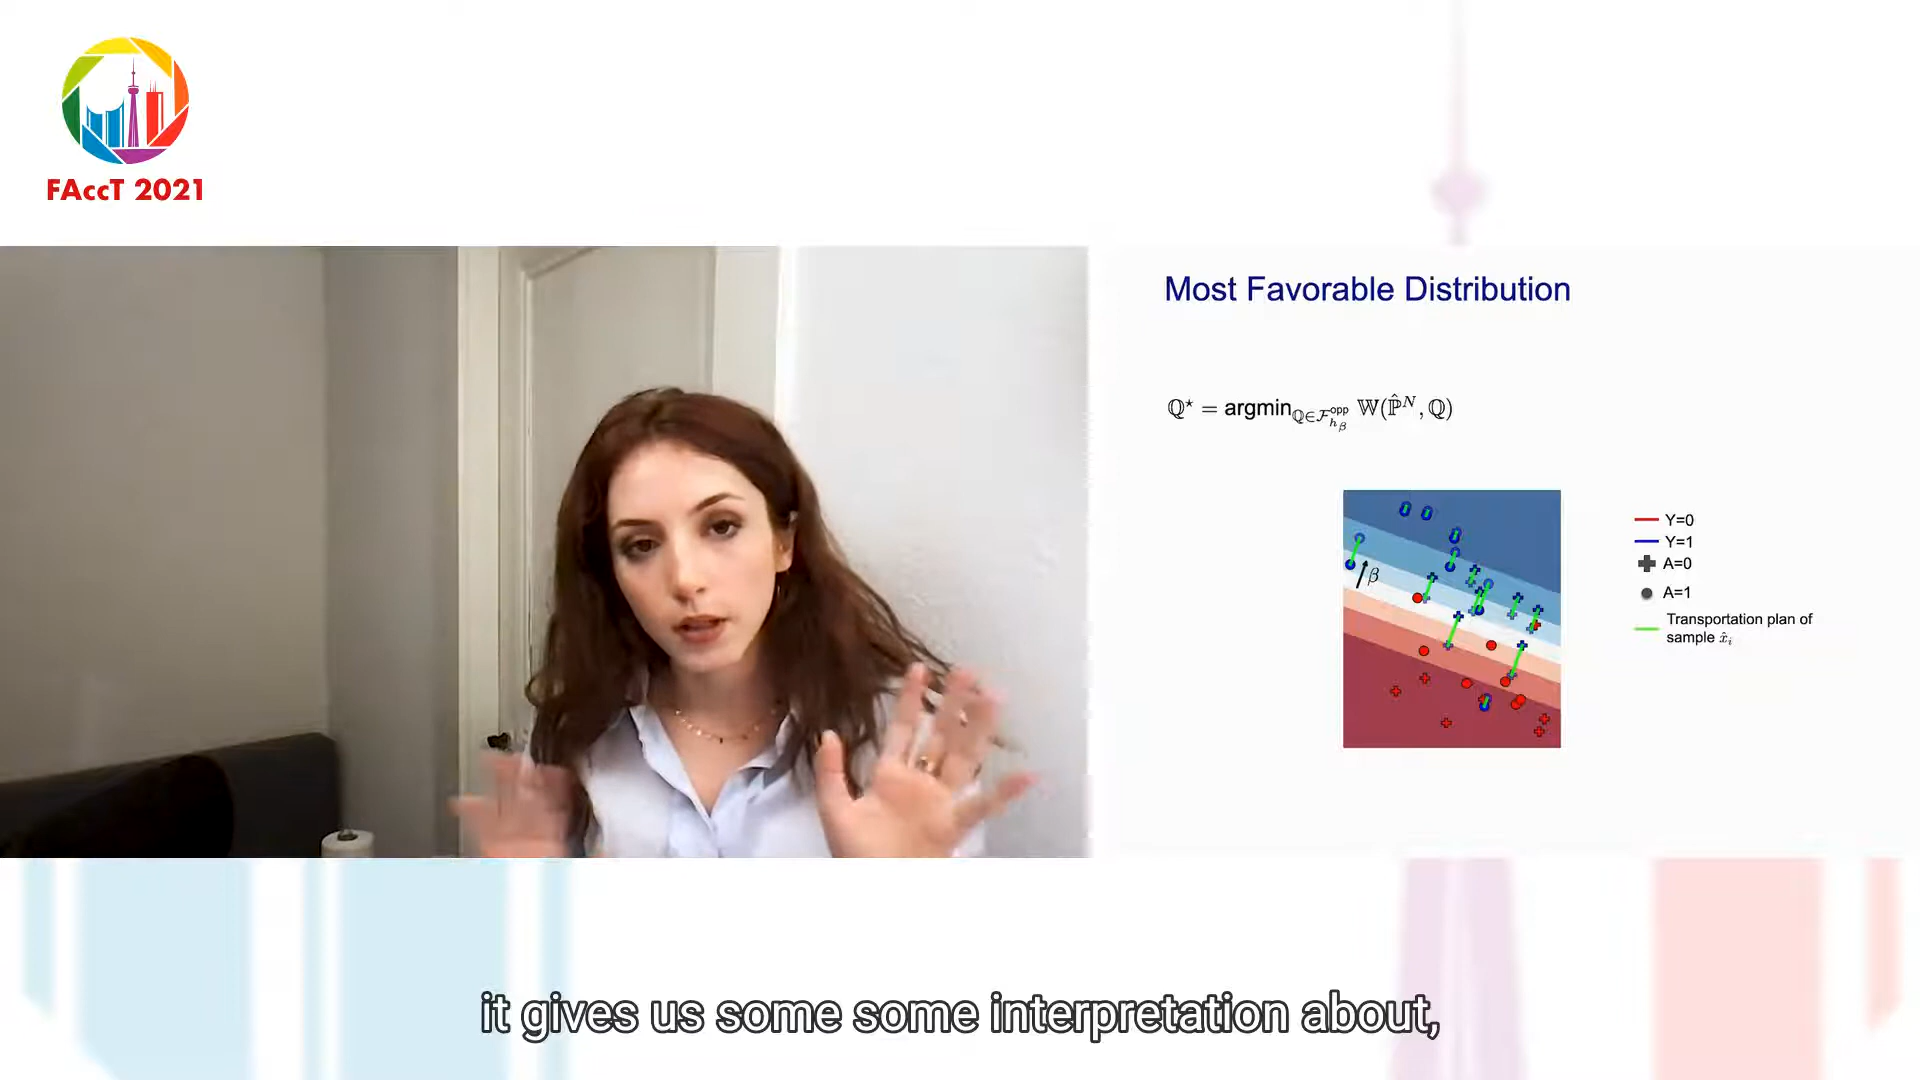 FAccT 2021
Most Favorable Distribution
ℚ⋆ = argmin_{ℚ∈ℱ^{opp}_{h_β}} 𝕎(ℙ̂^N, ℚ)
β
Y=0
Y=1
A=0
A=1
Transportation plan of
sample x̂_i
it gives us some some interpretation about,